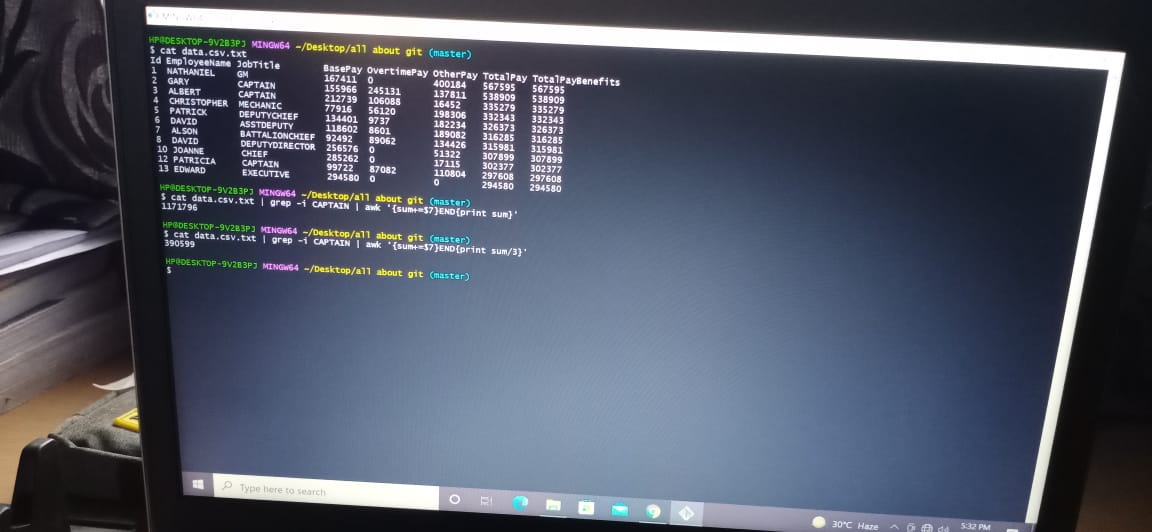 HP@DESKTOP-9V2B3PJ MINGW64 ~/Desktop/all about git (master)
$ cat data.csv.txt
Id EmployeeName JobTitle BasePay OvertimePay OtherPay TotalPay TotalPayBenefits
1 NATHANIEL GM 167411 0 400184 567595 567595
2 GARY CAPTAIN 155966 245131 137811 538909 538909
3 ALBERT CAPTAIN 212739 106088 16452 335279 335279
4 CHRISTOPHER MECHANIC 77916 56120 198306 332343 332343
5 PATRICK DEPUTYCHIEF 134401 9737 182234 326373 326373
6 DAVID ASSTDEPUTY 118602 8601 189082 316285 316285
7 ALSON BATTALIONCHIEF 92492 89062 134426 315981 315981
8 DAVID DEPUTYDIRECTOR 256576 0 51322 307899 307899
10 JOANNE CHIEF 285262 0 17115 302377 302377
12 PATRICIA CAPTAIN 99722 87082 110804 297608 297608
13 EDWARD EXECUTIVE 294580 0 0 294580 294580
HP@DESKTOP-9V2B3PJ MINGW64 ~/Desktop/all about git (master)
$ cat data.csv.txt | grep -i CAPTAIN | awk '{sum+=$7}END{print sum}'
1171796
HP@DESKTOP-9V2B3PJ MINGW64 ~/Desktop/all about git (master)
$ cat data.csv.txt | grep -i CAPTAIN | awk '{sum+=$7}END{print sum/3}'
390599
HP@DESKTOP-9V2B3PJ MINGW64 ~/Desktop/all about git (master)
$
Type here to search
30°C Haze
5:32 PM